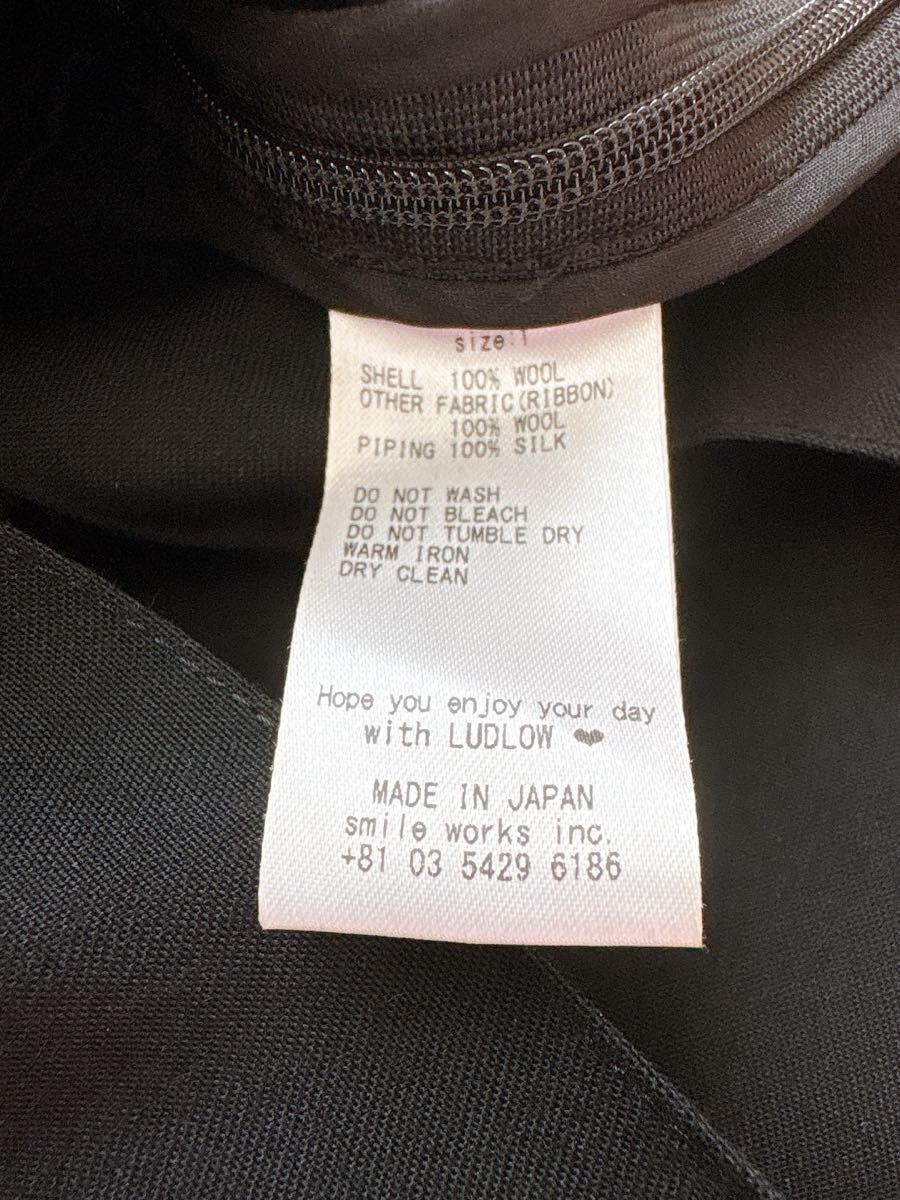 size:1
SHELL 100% WOOL
OTHER FABRIC(RIBBON)
100% WOOL
PIPING 100% SILK
DO NOT WASH
DO NOT BLEACH
DO NOT TUMBLE DRY
WARM IRON
DRY CLEAN
Hope you enjoy your day
with LUDLOW ❤
MADE IN JAPAN
smile works inc.
+81 03 5429 6186